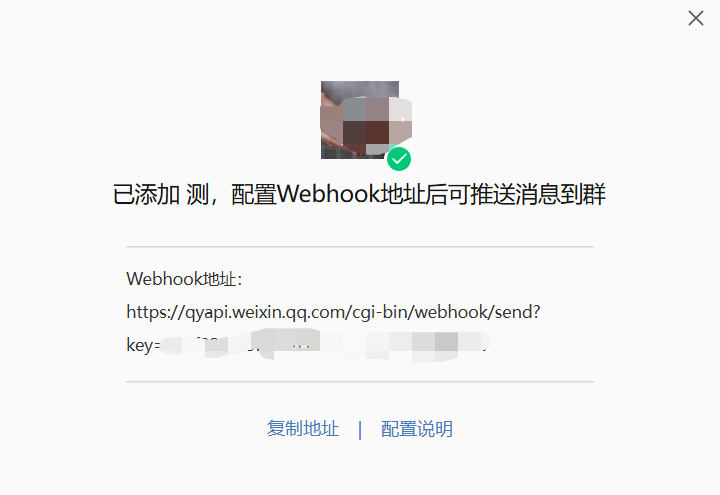 已添加 测，配置Webhook地址后可推送消息到群
Webhook地址：
https://qyapi.weixin.qq.com/cgi-bin/webhook/send?
key=
复制地址 | 配置说明